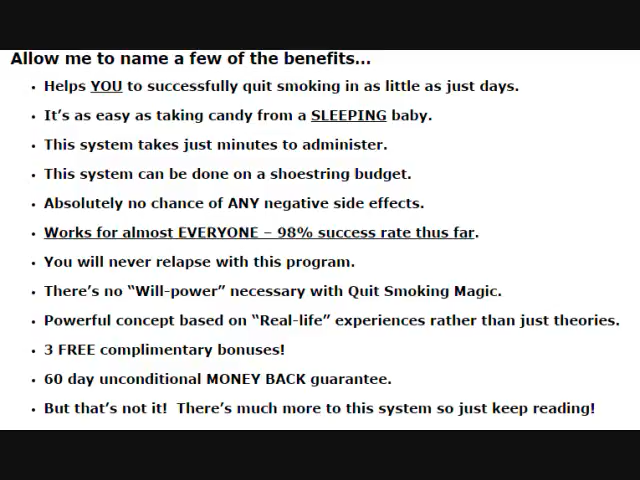 Allow me to name a few of the benefits...
• Helps YOU to successfully quit smoking in as little as just days.
• It’s as easy as taking candy from a SLEEPING baby.
• This system takes just minutes to administer.
• This system can be done on a shoestring budget.
• Absolutely no chance of ANY negative side effects.
• Works for almost EVERYONE – 98% success rate thus far.
• You will never relapse with this program.
• There’s no “Will-power” necessary with Quit Smoking Magic.
• Powerful concept based on “Real-life” experiences rather than just theories.
• 3 FREE complimentary bonuses!
• 60 day unconditional MONEY BACK guarantee.
• But that’s not it!  There’s much more to this system so just keep reading!